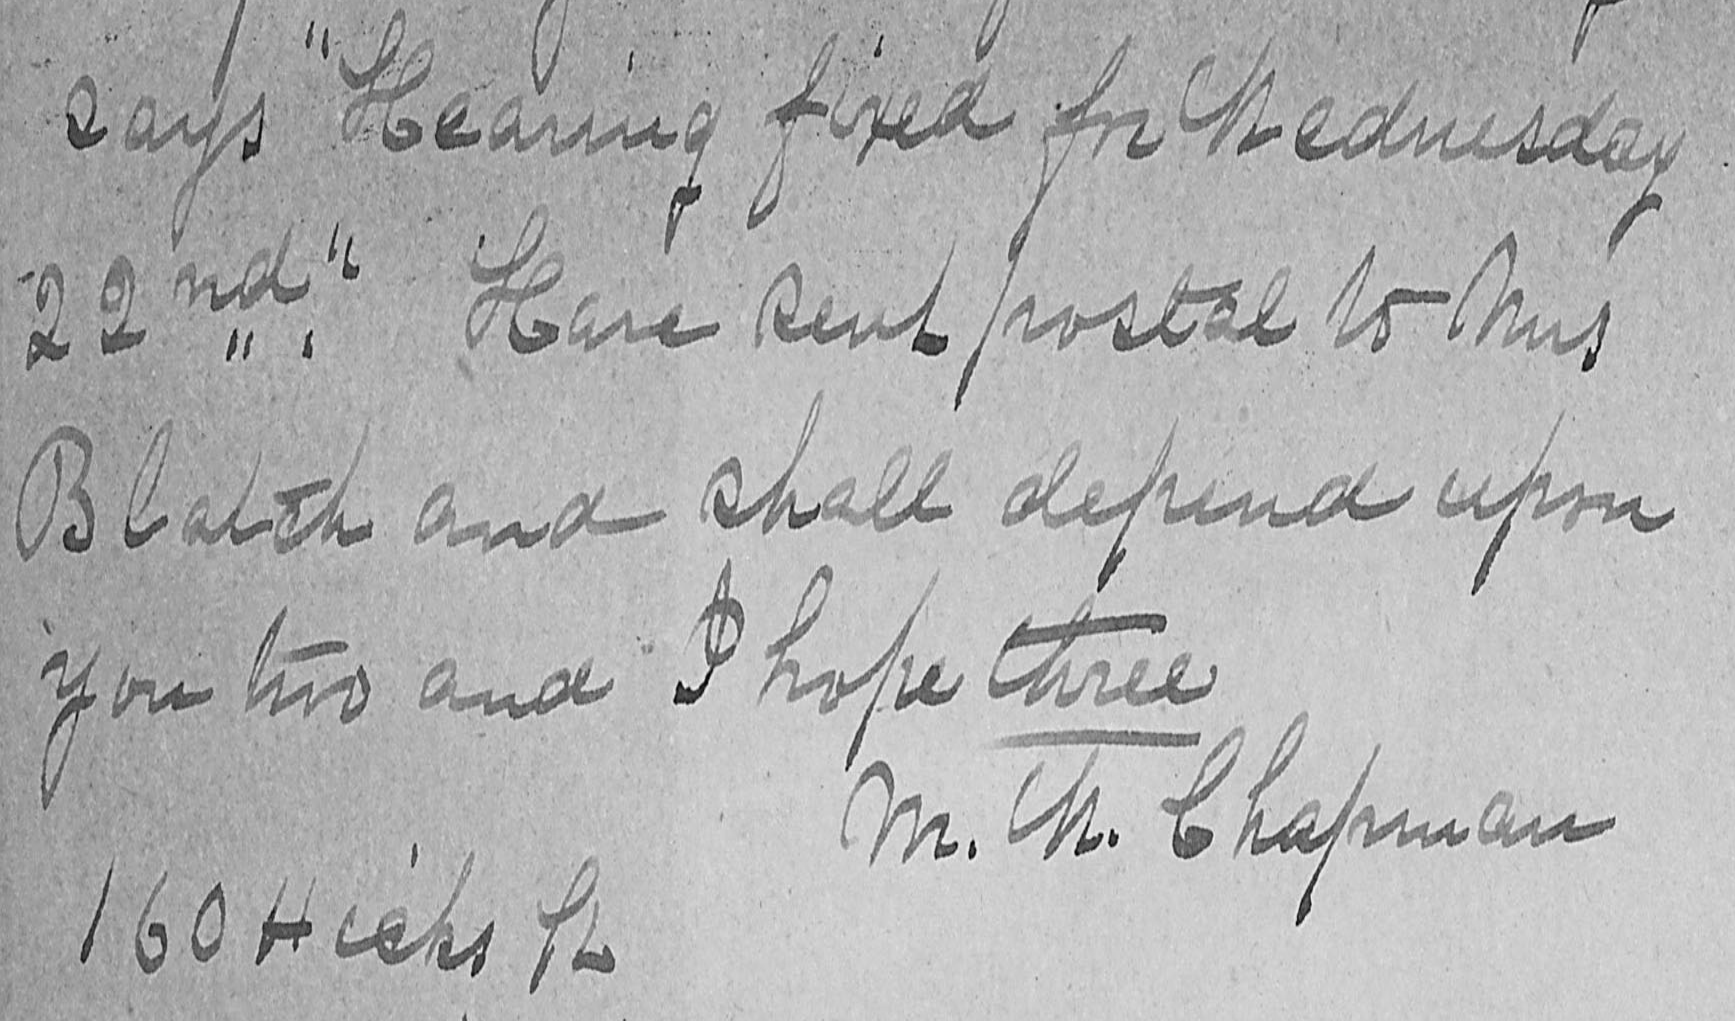 says "Hearing fixed for Wednesday
22nd". Have sent postal to Mrs
Blatch and shall depend upon
you two and I hope three
M. W. Chapman
160 Hicks St